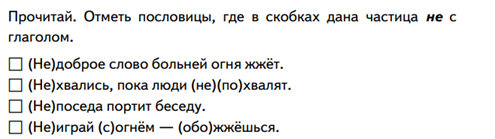 Прочитай. Отметь пословицы, где в скобках дана частица не с
глаголом.
☐ (Не)доброе слово больней огня жжёт.
☐ (Не)хвались, пока люди (не)(по)хвалят.
☐ (Не)поседа портит беседу.
☐ (Не)играй (с)огнём — (обо)жжёшься.